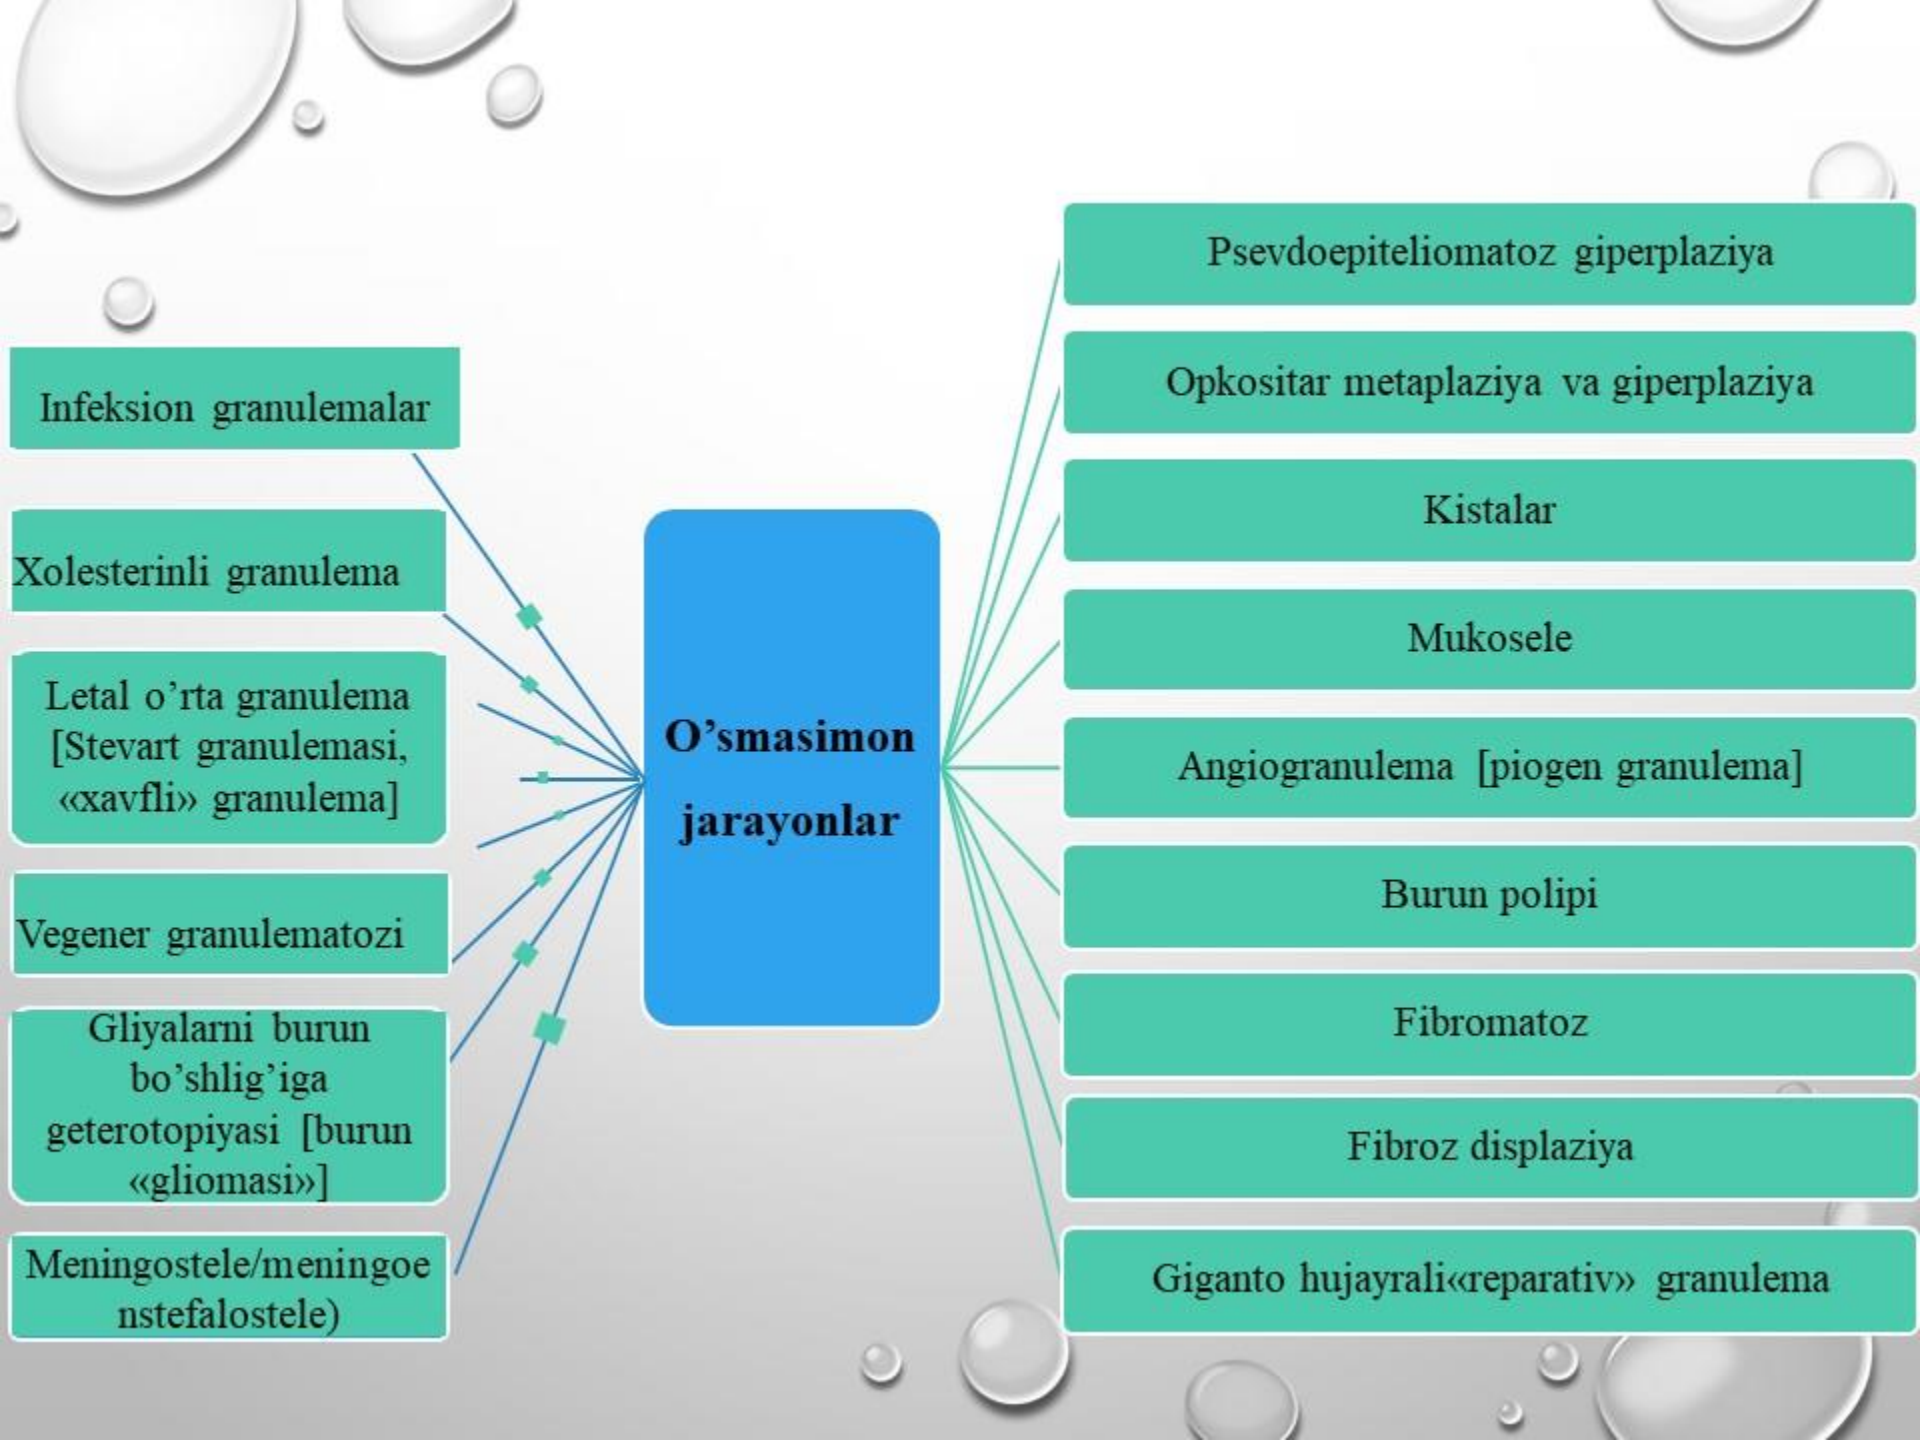 Infeksion granulemalar
Xolesterinli granulema
Letal o’rta granulema
[Stevart granulemasi,
«xavfli» granulema]
Vegener granulematozi
Gliyalarni burun
bo’shlig’iga
geterotopiyasi [burun
«gliomasi»]
Meningostele/meningoe
nstefalostele)
O’smasimon
jarayonlar
Psevdoepiteliomatoz giperplaziya
Opkositar metaplaziya va giperplaziya
Kistalar
Mukosele
Angiogranulema [piogen granulema]
Burun polipi
Fibromatoz
Fibroz displaziya
Giganto hujayrali«reparativ» granulema